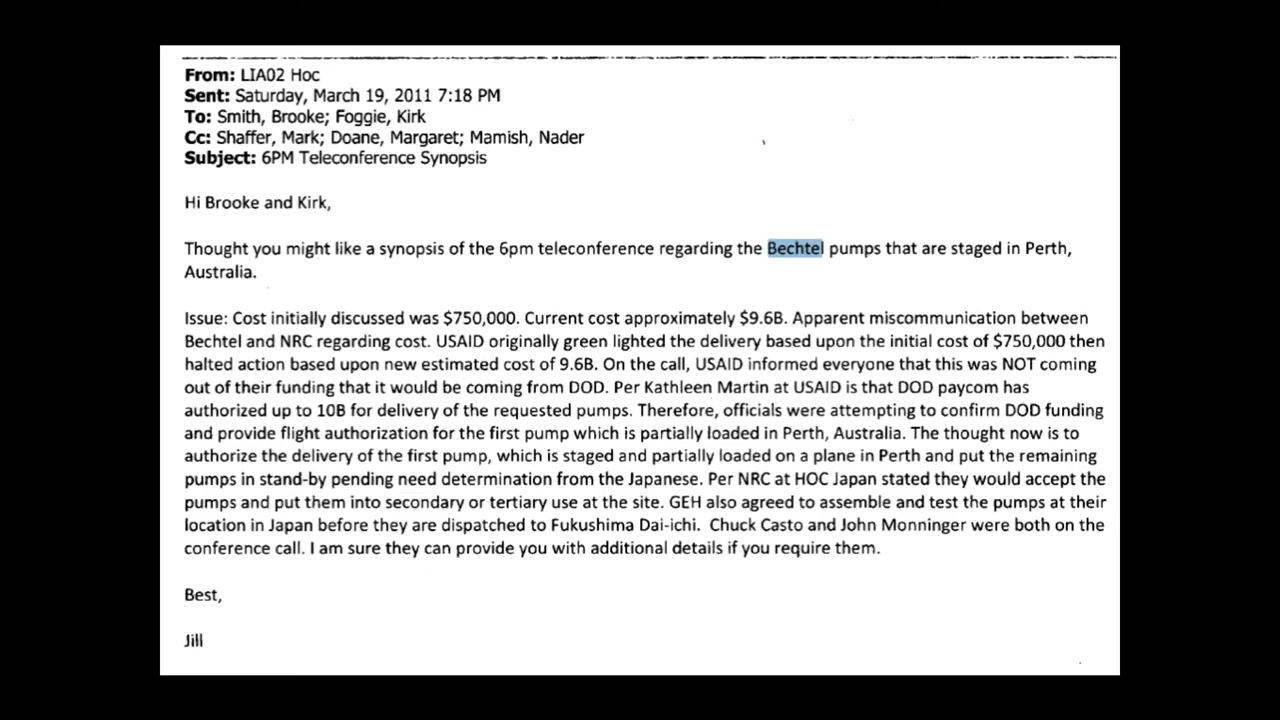 From: LIA02 Hoc
Sent: Saturday, March 19, 2011 7:18 PM
To: Smith, Brooke; Foggie, Kirk
Cc: Shaffer, Mark; Doane, Margaret; Mamish, Nader
Subject: 6PM Teleconference Synopsis
Hi Brooke and Kirk,
Thought you might like a synopsis of the 6pm teleconference regarding the Bechtel pumps that are staged in Perth,
Australia.
Issue: Cost initially discussed was $750,000. Current cost approximately $9.6B. Apparent miscommunication between
Bechtel and NRC regarding cost. USAID originally green lighted the delivery based upon the initial cost of $750,000 then
halted action based upon new estimated cost of 9.6B. On the call, USAID informed everyone that this was NOT coming
out of their funding that it would be coming from DOD. Per Kathleen Martin at USAID is that DOD paycom has
authorized up to 10B for delivery of the requested pumps. Therefore, officials were attempting to confirm DOD funding
and provide flight authorization for the first pump which is partially loaded in Perth, Australia. The thought now is to
authorize the delivery of the first pump, which is staged and partially loaded on a plane in Perth and put the remaining
pumps in stand-by pending need determination from the Japanese. Per NRC at HOC Japan stated they would accept the
pumps and put them into secondary or tertiary use at the site. GEH also agreed to assemble and test the pumps at their
location in Japan before they are dispatched to Fukushima Dai-ichi. Chuck Casto and John Monninger were both on the
conference call. I am sure they can provide you with additional details if you require them.
Best,
Jill